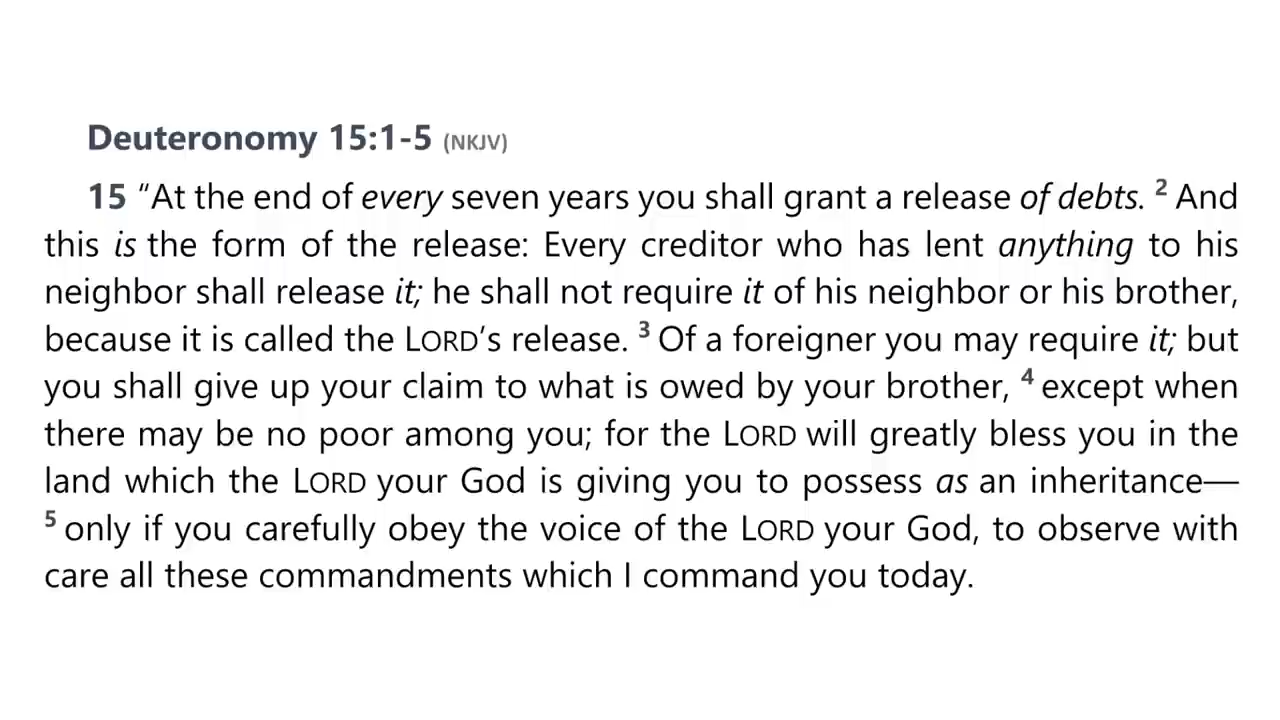 Deuteronomy 15:1-5 (NKJV)
15 “At the end of every seven years you shall grant a release of debts. 2 And
this is the form of the release: Every creditor who has lent anything to his
neighbor shall release it; he shall not require it of his neighbor or his brother,
because it is called the LORD’s release. 3 Of a foreigner you may require it; but
you shall give up your claim to what is owed by your brother, 4 except when
there may be no poor among you; for the LORD will greatly bless you in the
land which the LORD your God is giving you to possess as an inheritance—
5 only if you carefully obey the voice of the LORD your God, to observe with
care all these commandments which I command you today.